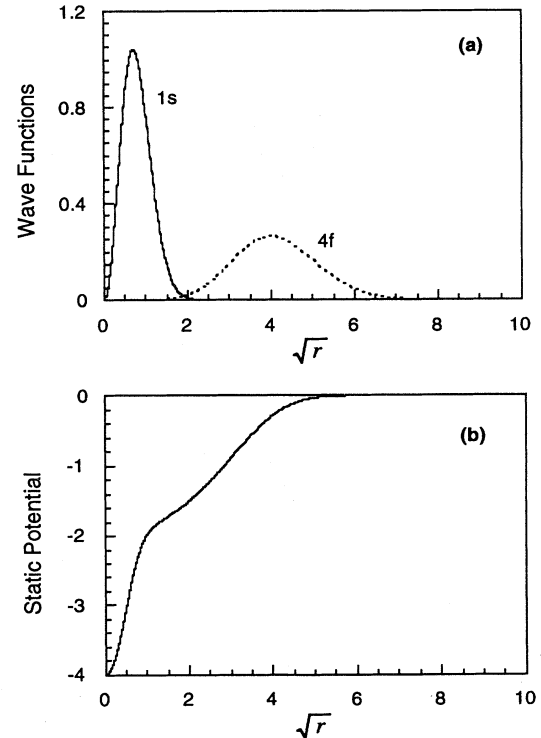 1.2
(a)
0.8
1s
Wave Functions
0.4
4f
0
0 2 4 6 8 10
√r
0
(b)
-1
Static Potential
-2
-3
-4
0 2 4 6 8 10
√r